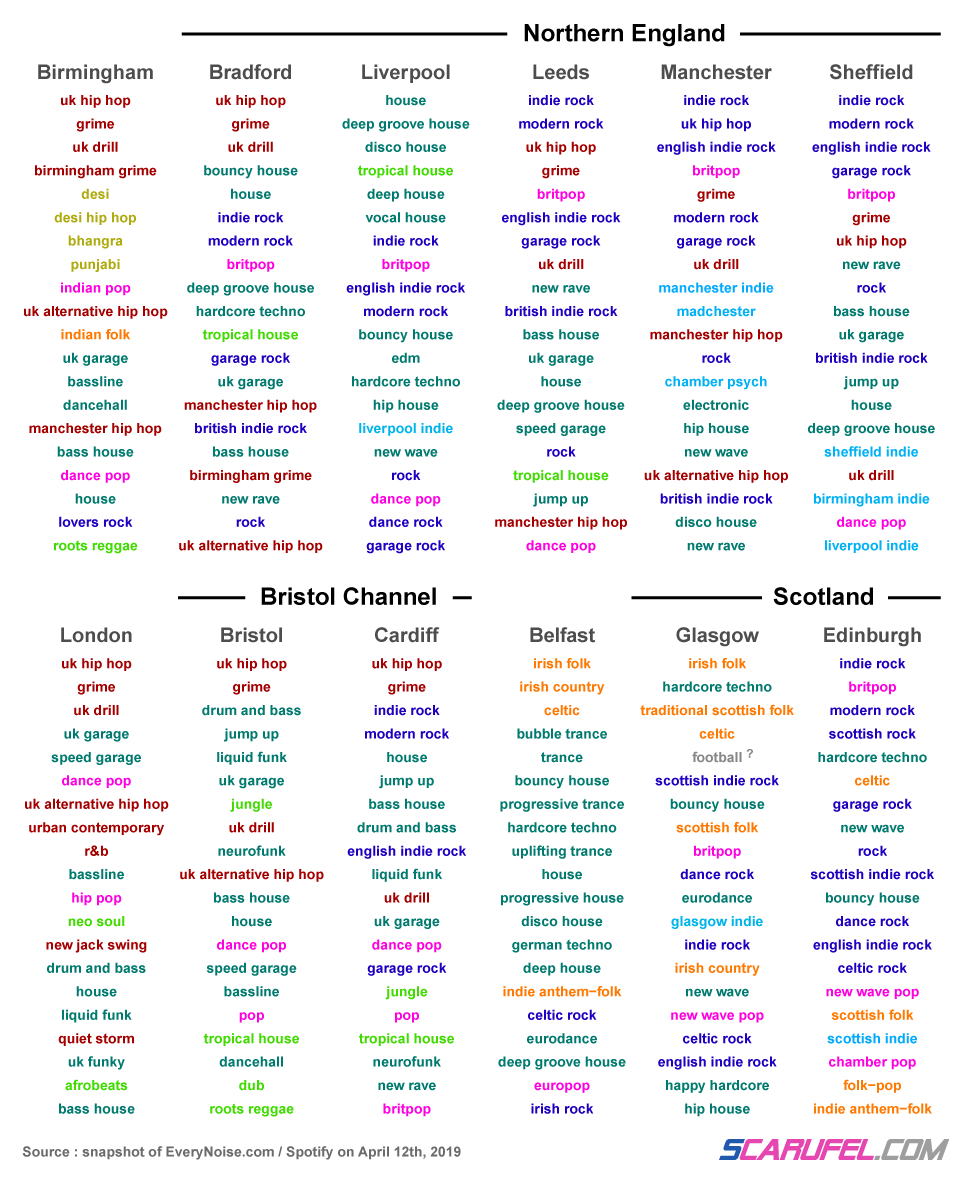 Northern England
Birmingham Bradford Liverpool Leeds Manchester Sheffield
uk hip hop uk hip hop house indie rock indie rock indie rock
grime grime deep groove house modern rock uk hip hop modern rock
uk drill uk drill disco house uk hip hop english indie rock english indie rock
birmingham grime bouncy house tropical house grime britpop garage rock
desi house deep house britpop grime britpop
desi hip hop indie rock vocal house english indie rock modern rock grime
bhangra modern rock indie rock garage rock garage rock uk hip hop
punjabi britpop britpop uk drill uk drill new rave
indian pop deep groove house english indie rock new rave manchester indie rock
uk alternative hip hop hardcore techno modern rock british indie rock madchester bass house
indian folk tropical house bouncy house bass house manchester hip hop uk garage
uk garage garage rock edm uk garage rock british indie rock
bassline uk garage hardcore techno house chamber psych jump up
dancehall manchester hip hop hip house deep groove house electronic house
manchester hip hop british indie rock liverpool indie speed garage hip house deep groove house
bass house bass house new wave rock new wave sheffield indie
dance pop birmingham grime rock tropical house uk alternative hip hop uk drill
house new rave dance pop jump up british indie rock birmingham indie
lovers rock rock dance rock manchester hip hop disco house dance pop
roots reggae uk alternative hip hop garage rock dance pop new rave liverpool indie
Bristol Channel Scotland
London Bristol Cardiff Belfast Glasgow Edinburgh
uk hip hop uk hip hop uk hip hop irish folk irish folk indie rock
grime grime grime irish country hardcore techno britpop
uk drill drum and bass indie rock celtic traditional scottish folk modern rock
uk garage jump up modern rock bubble trance celtic scottish rock
speed garage liquid funk house trance football ? hardcore techno
dance pop uk garage jump up bouncy house scottish indie rock celtic
uk alternative hip hop jungle bass house progressive trance bouncy house garage rock
urban contemporary uk drill drum and bass hardcore techno scottish folk new wave
r&b neurofunk english indie rock uplifting trance britpop rock
bassline uk alternative hip hop liquid funk house dance rock scottish indie rock
hip pop bass house uk drill progressive house eurodance bouncy house
neo soul house uk garage disco house glasgow indie dance rock
new jack swing dance pop dance pop german techno indie rock english indie rock
drum and bass speed garage garage rock deep house irish country celtic rock
house bassline jungle indie anthem−folk new wave new wave pop
liquid funk pop pop celtic rock new wave pop scottish folk
quiet storm tropical house tropical house eurodance celtic rock scottish indie
uk funky dancehall neurofunk deep groove house english indie rock chamber pop
afrobeats dub new rave europop happy hardcore folk−pop
bass house roots reggae britpop irish rock hip house indie anthem−folk
Source : snapshot of EveryNoise.com / Spotify on April 12th, 2019
SCARUFEL.COM